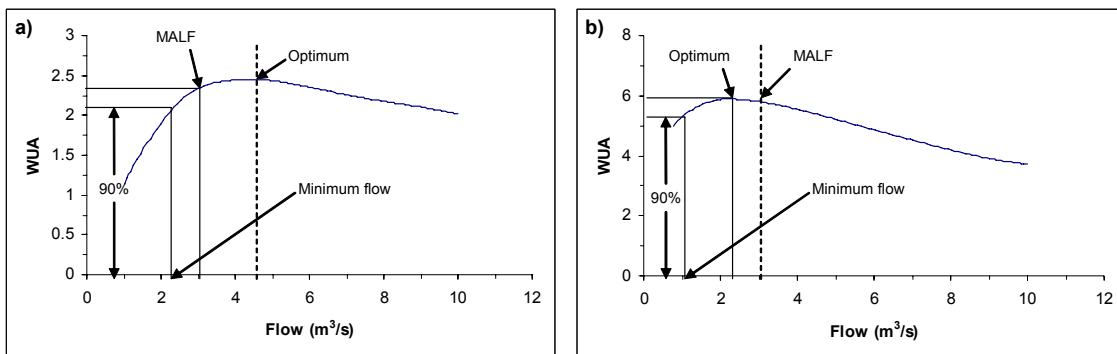 a)
MALF
Optimum
90%
Minimum flow
WUA
3
2.5
2
1.5
1
0.5
0
0 2 4 6 8 10 12
Flow (m³/s)
b)
Optimum
MALF
90%
Minimum flow
WUA
8
6
4
2
0
0 2 4 6 8 10 12
Flow (m³/s)